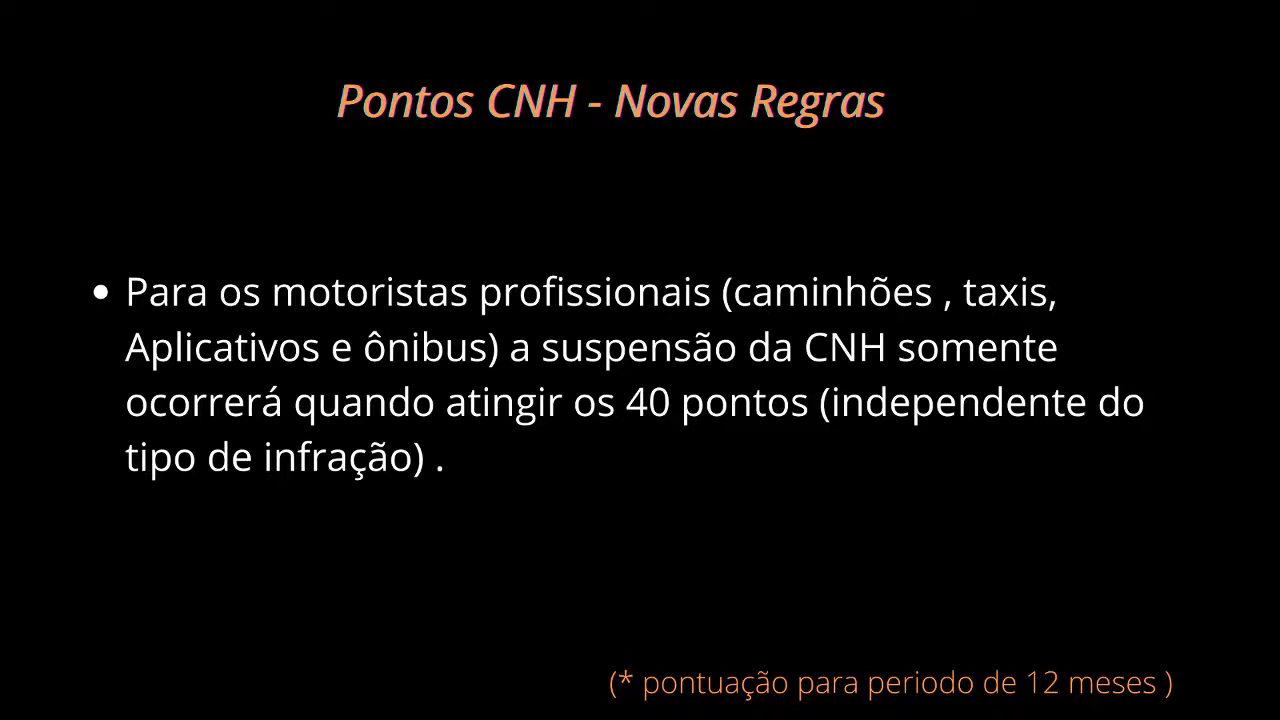 Pontos CNH - Novas Regras
• Para os motoristas profissionais (caminhões , taxis,
Aplicativos e ônibus) a suspensão da CNH somente
ocorrerá quando atingir os 40 pontos (independente do
tipo de infração) .
(* pontuação para periodo de 12 meses )